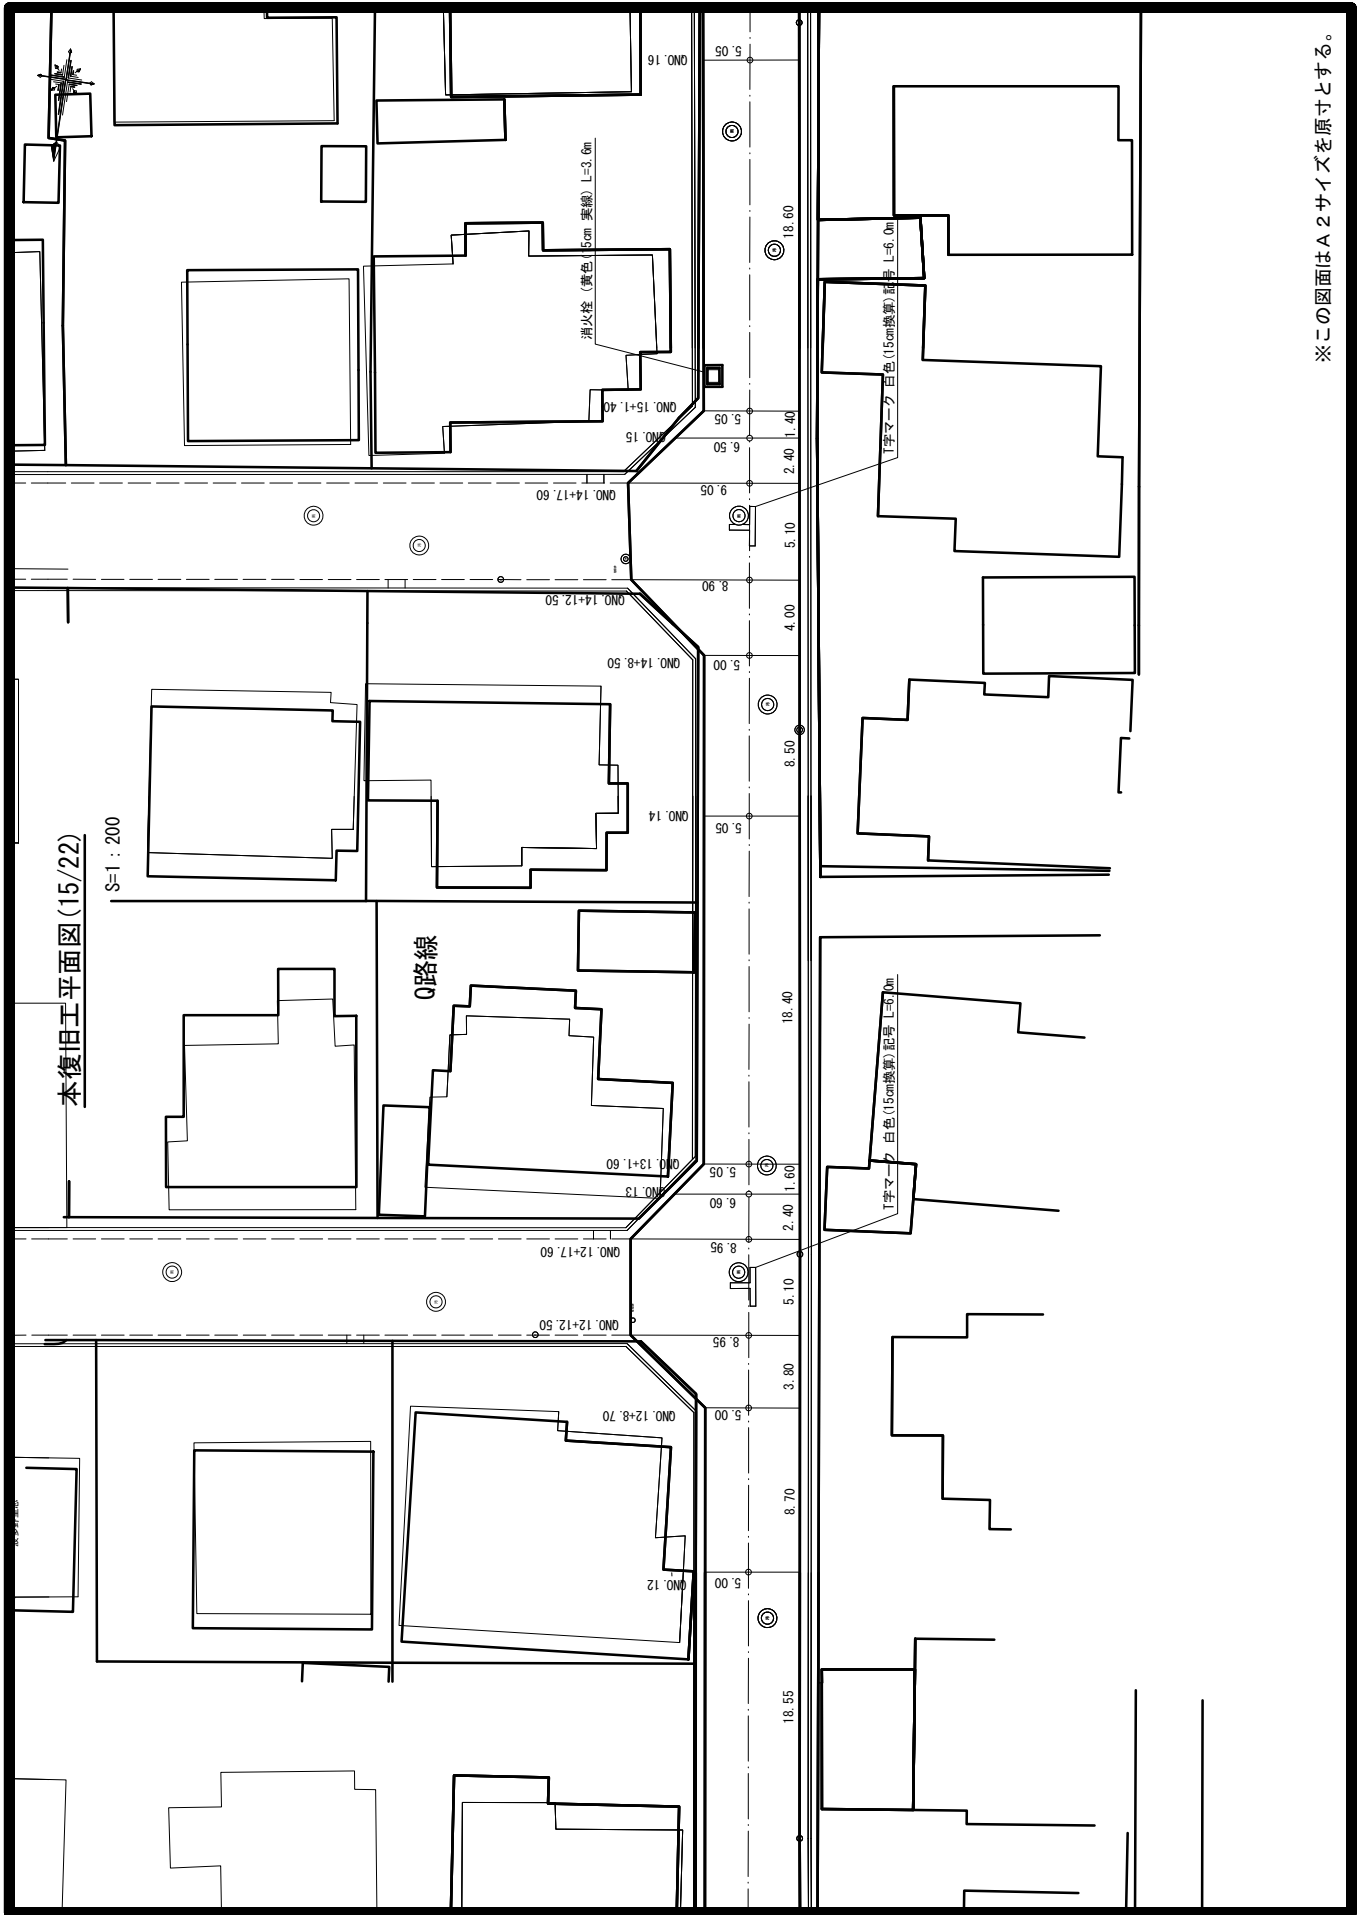 本復旧工平面図(15/22)
S=1：200
Q路線
※この図面はA2サイズを原寸とする。
消火栓（黄色(15cm 実線) L=3.6m
T字マーク 白色(15cm換算)記号 L=6.0m
T字マーク 白色(15cm換算)記号 L=6.0m
QNO.16
5.05
18.60
QNO.15+1.40
5.05
1.40
QNO.15
6.50
2.40
QNO.14+17.60
9.05
5.10
QNO.14+12.50
8.90
4.00
QNO.14+8.50
5.00
8.50
QNO.14
5.05
18.40
QNO.13+1.60
5.05
1.60
QNO.13
6.60
2.40
QNO.12+17.60
8.95
5.10
QNO.12+12.50
8.95
3.80
QNO.12+8.70
5.00
8.70
QNO.12
5.00
18.55